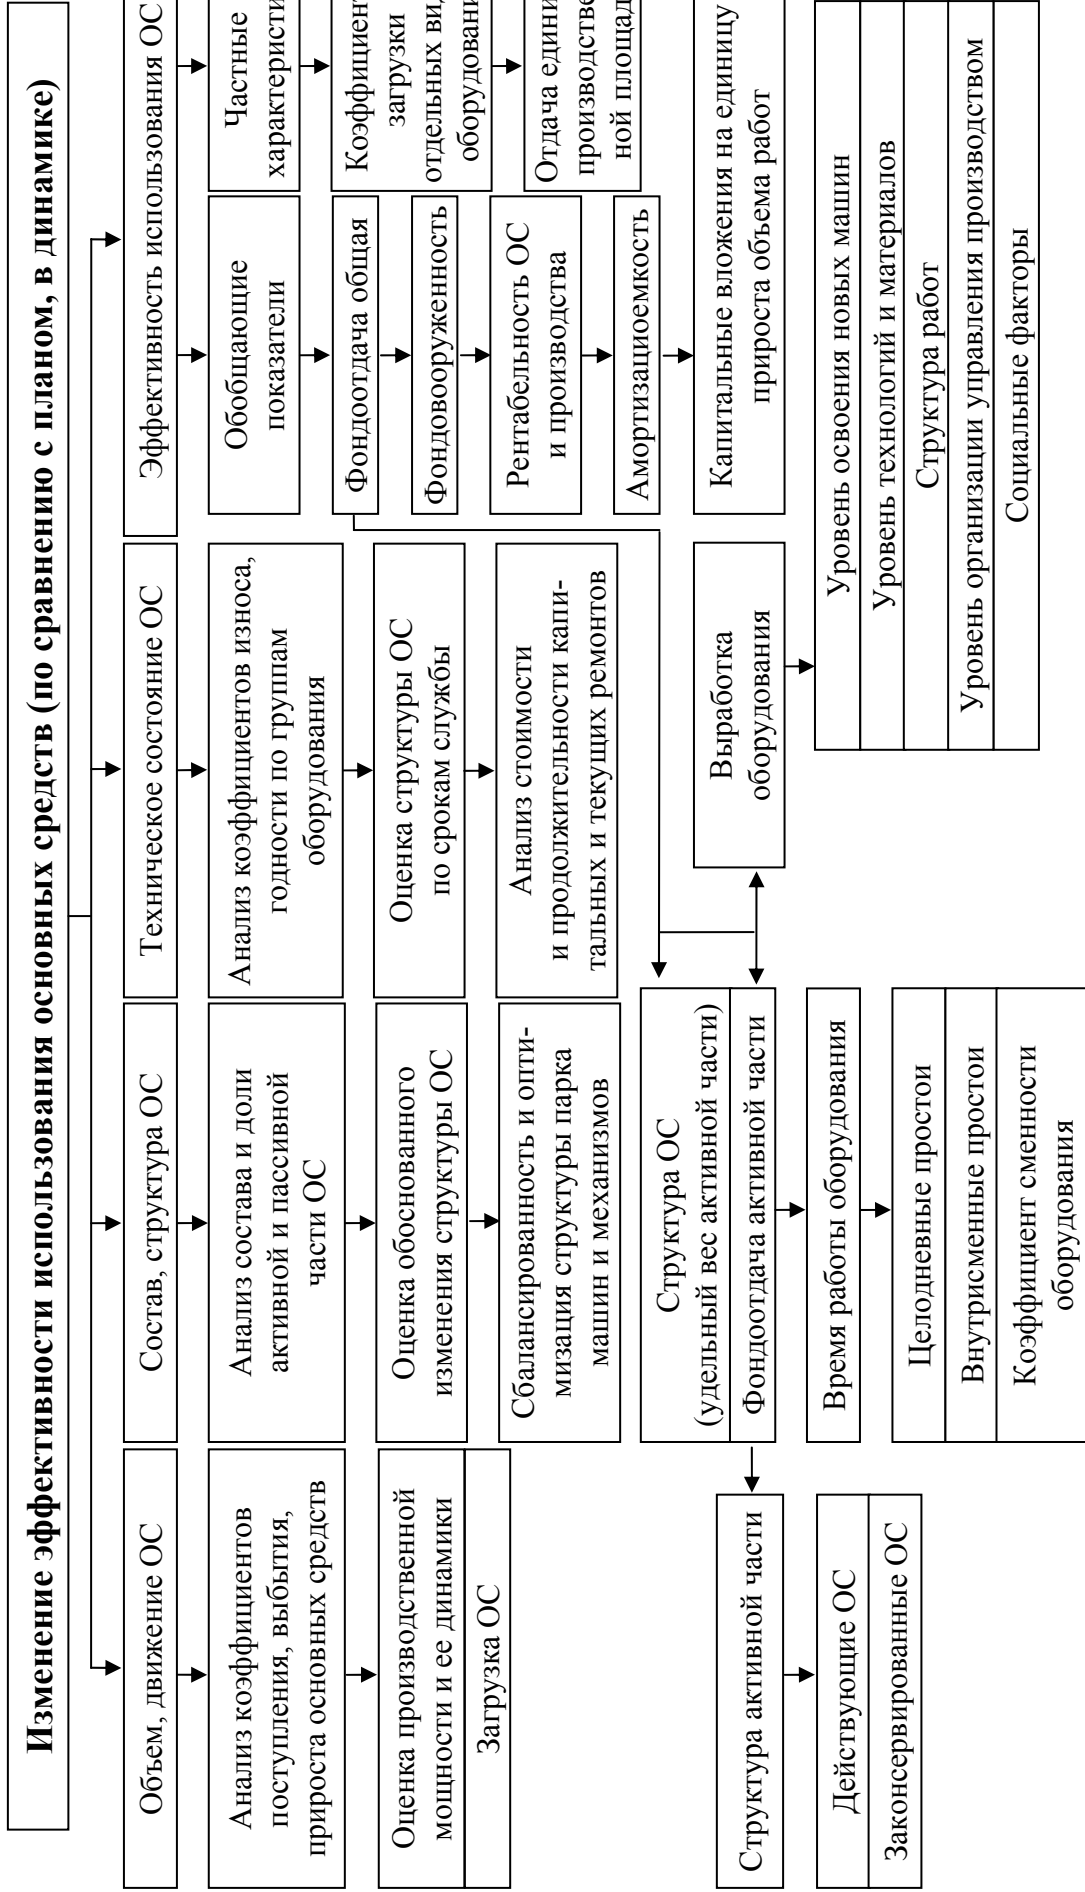 Изменение эффективности использования основных средств (по сравнению с планом, в динамике)
Объем, движение ОС
Анализ коэффициентов
поступления, выбытия,
прироста основных средств
Оценка производственной
мощности и ее динамики
Загрузка ОС
Состав, структура ОС
Анализ состава и доли
активной и пассивной
части ОС
Оценка обоснованного
изменения структуры ОС
Сбалансированность и опти-
мизация структуры парка
машин и механизмов
Техническое состояние ОС
Анализ коэффициентов износа,
годности по группам
оборудования
Оценка структуры ОС
по срокам службы
Анализ стоимости
и продолжительности капи-
тальных и текущих ремонтов
Эффективность использования ОС
Обобщающие
показатели
Фондоотдача общая
Фондовооруженность
Рентабельность ОС
и производства
Амортизациоемкость
Капитальные вложения на единицу
прироста объема работ
Частные
характеристи
Коэффициент
загрузки
отдельных вид
оборудовани
Отдача едини
производстве
ной площад
Структура ОС
(удельный вес активной части)
Фондоотдача активной части
Структура активной части
Действующие ОС
Законсервированные ОС
Время работы оборудования
Целодневные простои
Внутрисменные простои
Коэффициент сменности
оборудования
Выработка
оборудования
Уровень освоения новых машин
Уровень технологий и материалов
Структура работ
Уровень организации управления производством
Социальные факторы